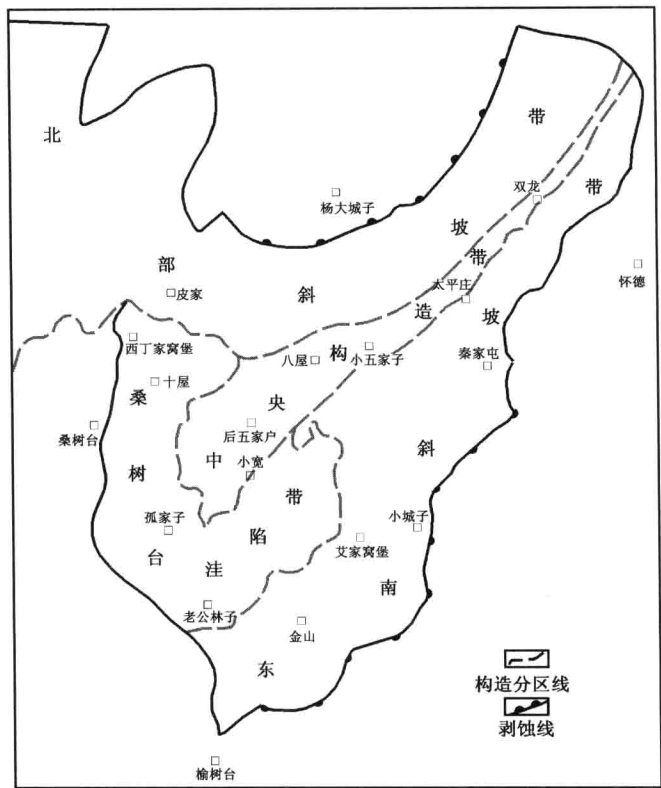 北部斜坡带
中央构造带
桑树台洼陷带
东南斜坡带
杨大城子
双龙
怀德
皮家
太平庄
西丁家窝堡
八屋
小五家子
秦家屯
十屋
桑树台
后五家户
小宽
孤家子
小城子
艾家窝堡
老公林子
金山
榆树台
构造分区线
剥蚀线